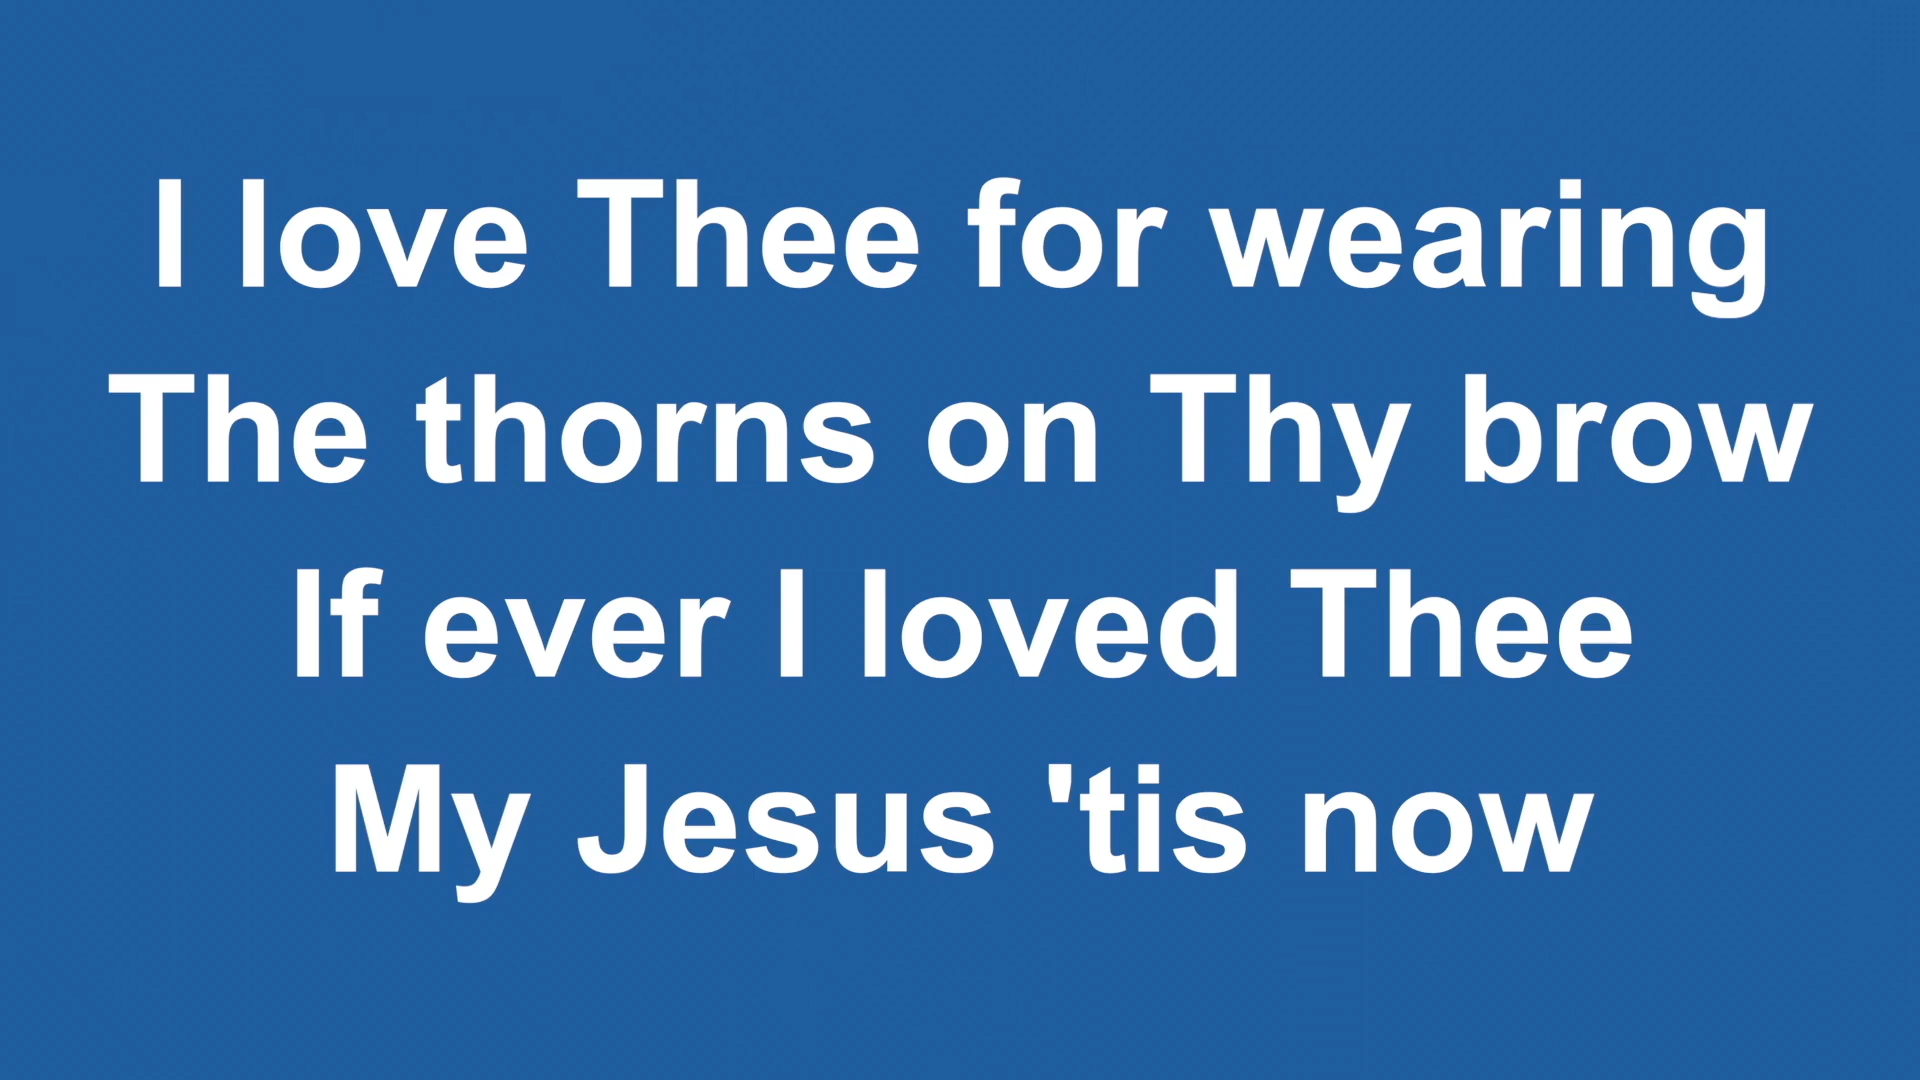 I love Thee for wearing
The thorns on Thy brow
If ever I loved Thee
My Jesus 'tis now